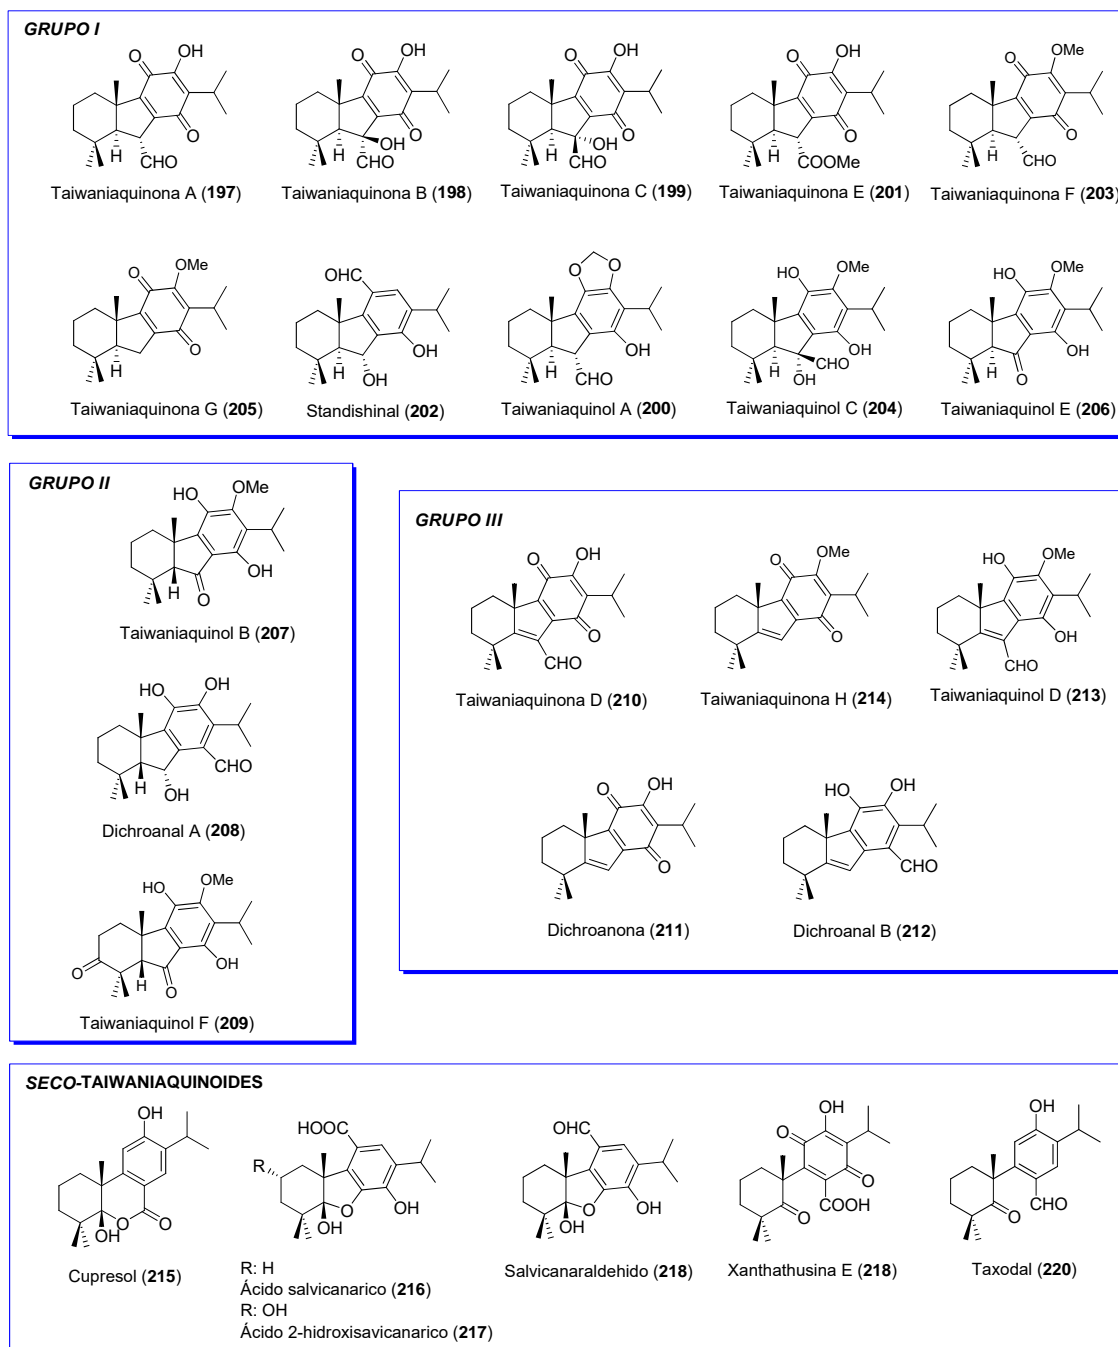 GRUPO I
O OH O CHO H
O OH O OH CHO H
O OH O OH CHO H
O OH O COOMe H
O OMe O CHO H
Taiwaniaquinona A (197) Taiwaniaquinona B (198) Taiwaniaquinona C (199) Taiwaniaquinona E (201) Taiwaniaquinona F (203)
O OMe O H
OHC OH H OH
O O OH H CHO
HO OMe OH H CHO OH
HO OMe OH H O
Taiwaniaquinona G (205) Standishinal (202) Taiwaniaquinol A (200) Taiwaniaquinol C (204) Taiwaniaquinol E (206)
GRUPO II
HO OMe OH H O
Taiwaniaquinol B (207)
HO OH CHO H OH
Dichroanal A (208)
HO OMe OH O H O
Taiwaniaquinol F (209)
GRUPO III
O OH O CHO
O OMe O
HO OMe OH CHO
Taiwaniaquinona D (210) Taiwaniaquinona H (214) Taiwaniaquinol D (213)
O OH O
HO OH CHO
Dichroanona (211) Dichroanal B (212)
SECO-TAIWANIAQUINOIDES
OH O O OH
HOOC R O OH OH
OHC O OH OH
OH O O O COOH
OH O CHO
Cupresol (215)
R: H
Ácido salvicanarico (216)
R: OH
Ácido 2-hidroxisavicanarico (217)
Salvicanaraldehido (218) Xanthathusina E (218) Taxodal (220)